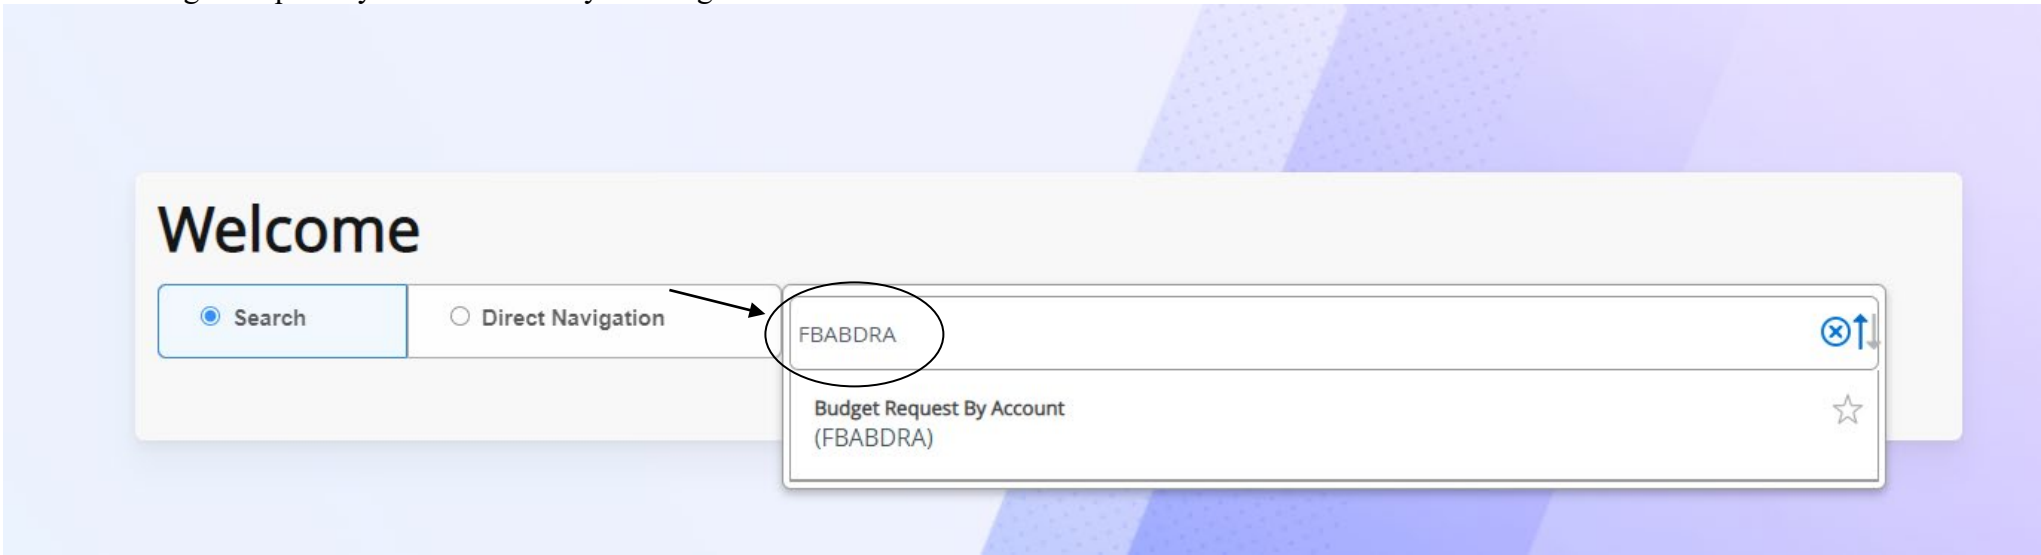 Welcome
Search
Direct Navigation
FBABDRA
Budget Request By Account
(FBABDRA)